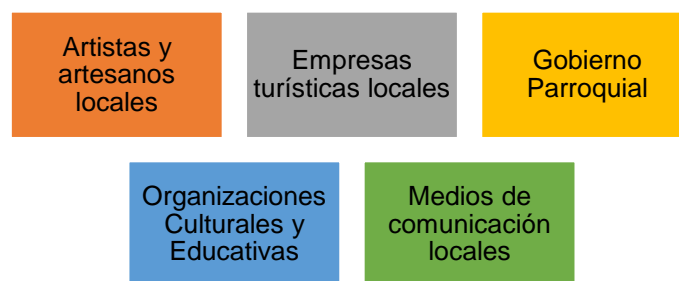 Artistas y
artesanos
locales
Empresas
turísticas locales
Gobierno
Parroquial
Organizaciones
Culturales y
Educativas
Medios de
comunicación
locales